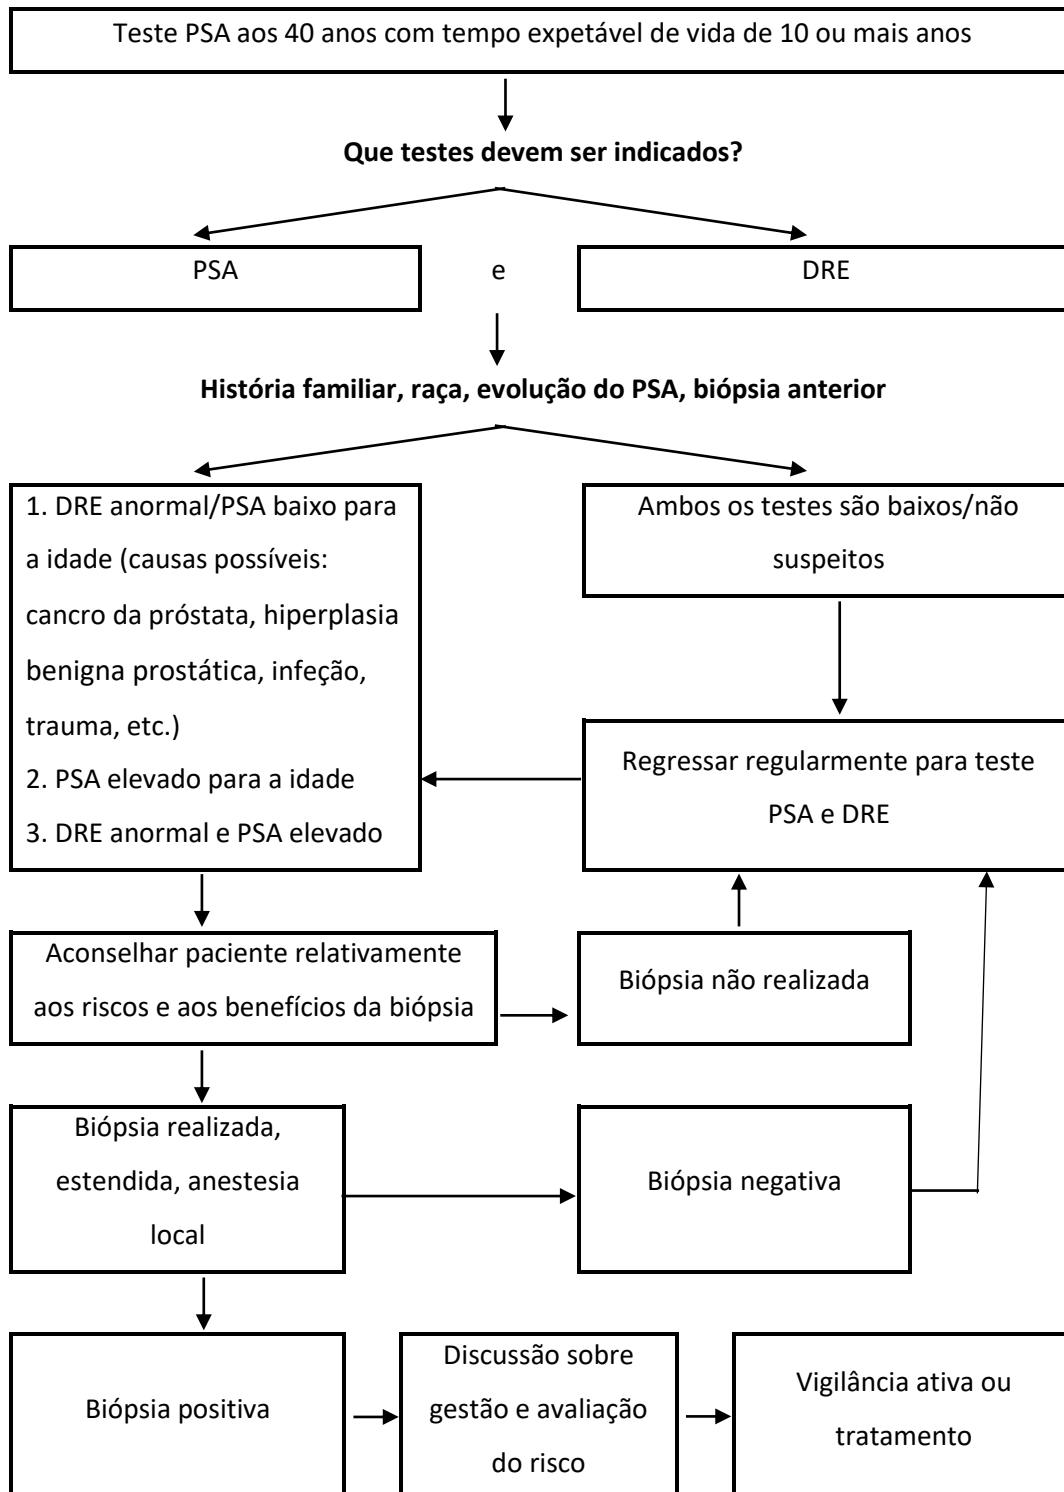 Teste PSA aos 40 anos com tempo expetável de vida de 10 ou mais anos
Que testes devem ser indicados?
PSA
e
DRE
História familiar, raça, evolução do PSA, biópsia anterior
1. DRE anormal/PSA baixo para
a idade (causas possíveis:
cancro da próstata, hiperplasia
benigna prostática, infeção,
trauma, etc.)
2. PSA elevado para a idade
3. DRE anormal e PSA elevado
Ambos os testes são baixos/não
suspeitos
Regressar regularmente para teste
PSA e DRE
Aconselhar paciente relativamente
aos riscos e aos benefícios da biópsia
Biópsia não realizada
Biópsia realizada,
estendida, anestesia
local
Biópsia negativa
Biópsia positiva
Discussão sobre
gestão e avaliação
do risco
Vigilância ativa ou
tratamento